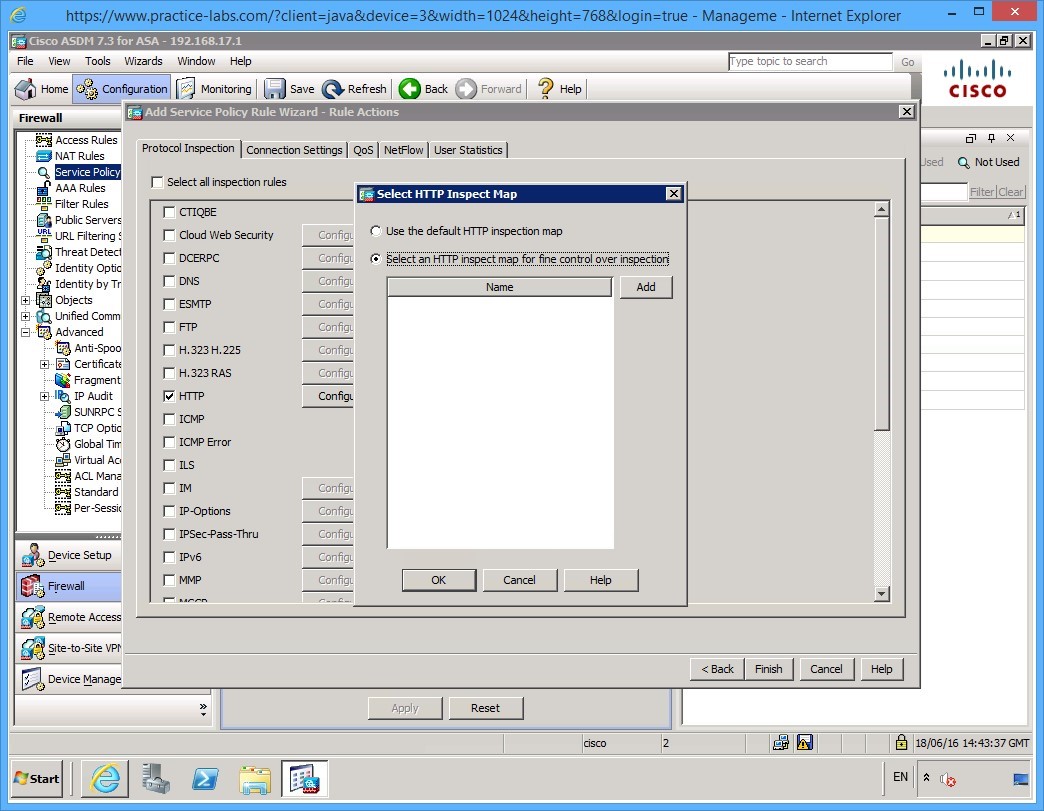 https://www.practice-labs.com/?client=java&device=3&width=1024&height=768&login=true - Manageme - Internet Explorer
Cisco ASDM 7.3 for ASA - 192.168.17.1
File View Tools Wizards Window Help
Type to search
Go
Home Configuration Monitoring Save Refresh Back Forward Help
CISCO
Firewall
Access Rules
NAT Rules
Service Policy
AAA Rules
Filter Rules
Public Servers
URL Filtering S
Threat Detect
Identity Optio
Identity by Tr
Objects
Unified Comm
Advanced
Anti-Spoo
Certificate
Fragment
IP Audit
SUNRPC S
TCP Optio
Global Tim
Virtual Acc
ACL Mana
Standard
Per-Sessio
Device Setup
Firewall
Remote Access
Site-to-Site VPN
Device Manage
Add Service Policy Rule Wizard - Rule Actions
Protocol Inspection Connection Settings QoS NetFlow User Statistics
Select all inspection rules
CTIQBE
Cloud Web Security Configu
DCERPC Configu
DNS Configu
ESMTP Configu
FTP Configu
H.323 H.225 Configu
H.323 RAS Configu
HTTP Configu
ICMP
ICMP Error
ILS
IM Configu
IP-Options Configu
IPSec-Pass-Thru Configu
IPv6 Configu
MMP Configu
MGCP Configu
Select HTTP Inspect Map
Use the default HTTP inspection map
Select an HTTP inspect map for fine control over inspection
Name
Add
OK Cancel Help
< Back Finish Cancel Help
Used Not Used
Filter Clear
1
Apply Reset
cisco 2 18/06/16 14:43:37 GMT
Start
EN